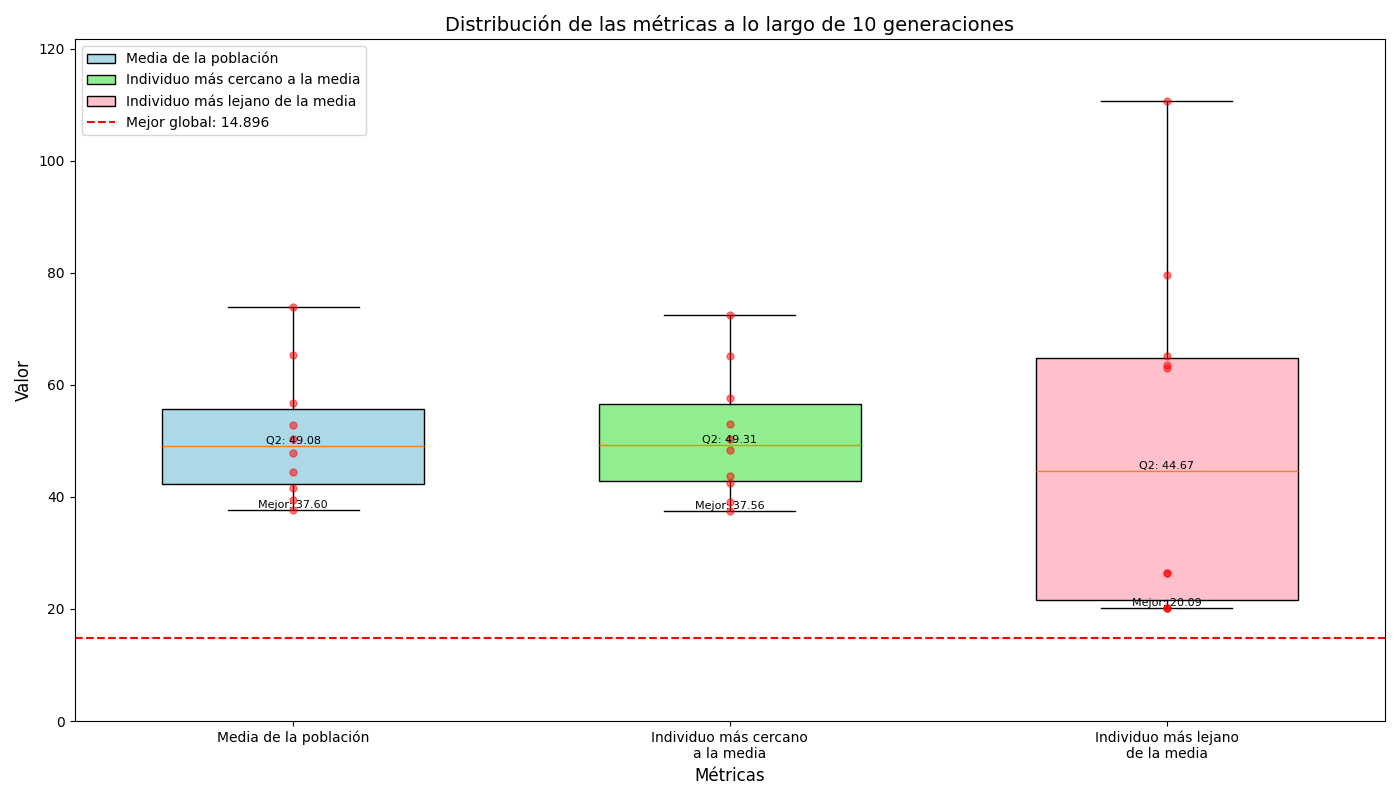 Distribución de las métricas a lo largo de 10 generaciones
Media de la población
Individuo más cercano a la media
Individuo más lejano de la media
Mejor global: 14.896
Valor
120
100
80
60
40
20
0
Q2: 49.08
Mejor: 37.60
Q2: 49.31
Mejor: 37.56
Q2: 44.67
Mejor: 20.09
Media de la población
Individuo más cercano
a la media
Individuo más lejano
de la media
Métricas